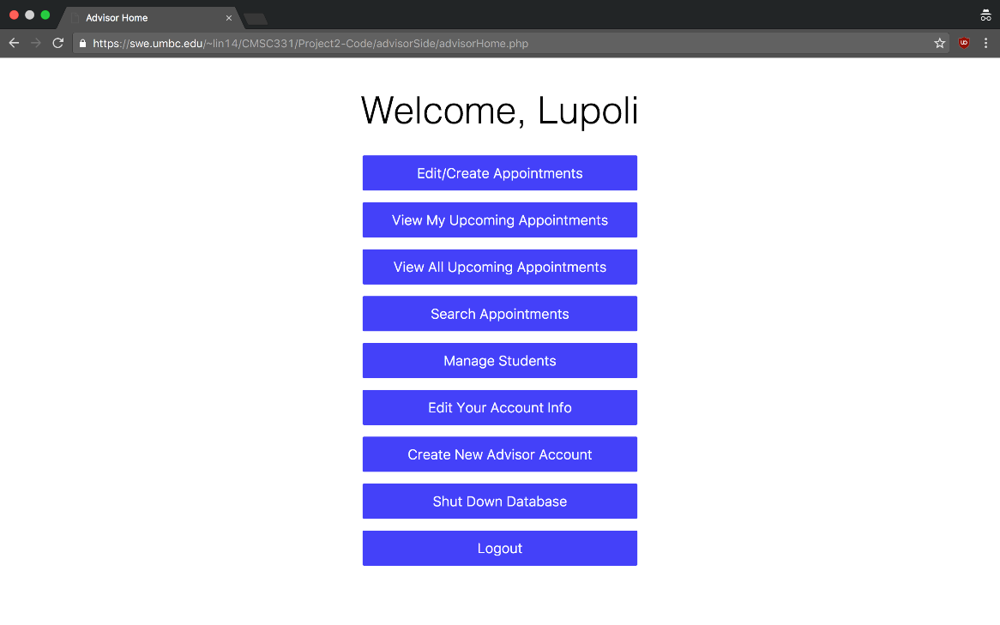 Advisor Home
https://swe.umbc.edu/~lin14/CMSC331/Project2-Code/advisorSide/advisorHome.php
Welcome, Lupoli
Edit/Create Appointments
View My Upcoming Appointments
View All Upcoming Appointments
Search Appointments
Manage Students
Edit Your Account Info
Create New Advisor Account
Shut Down Database
Logout